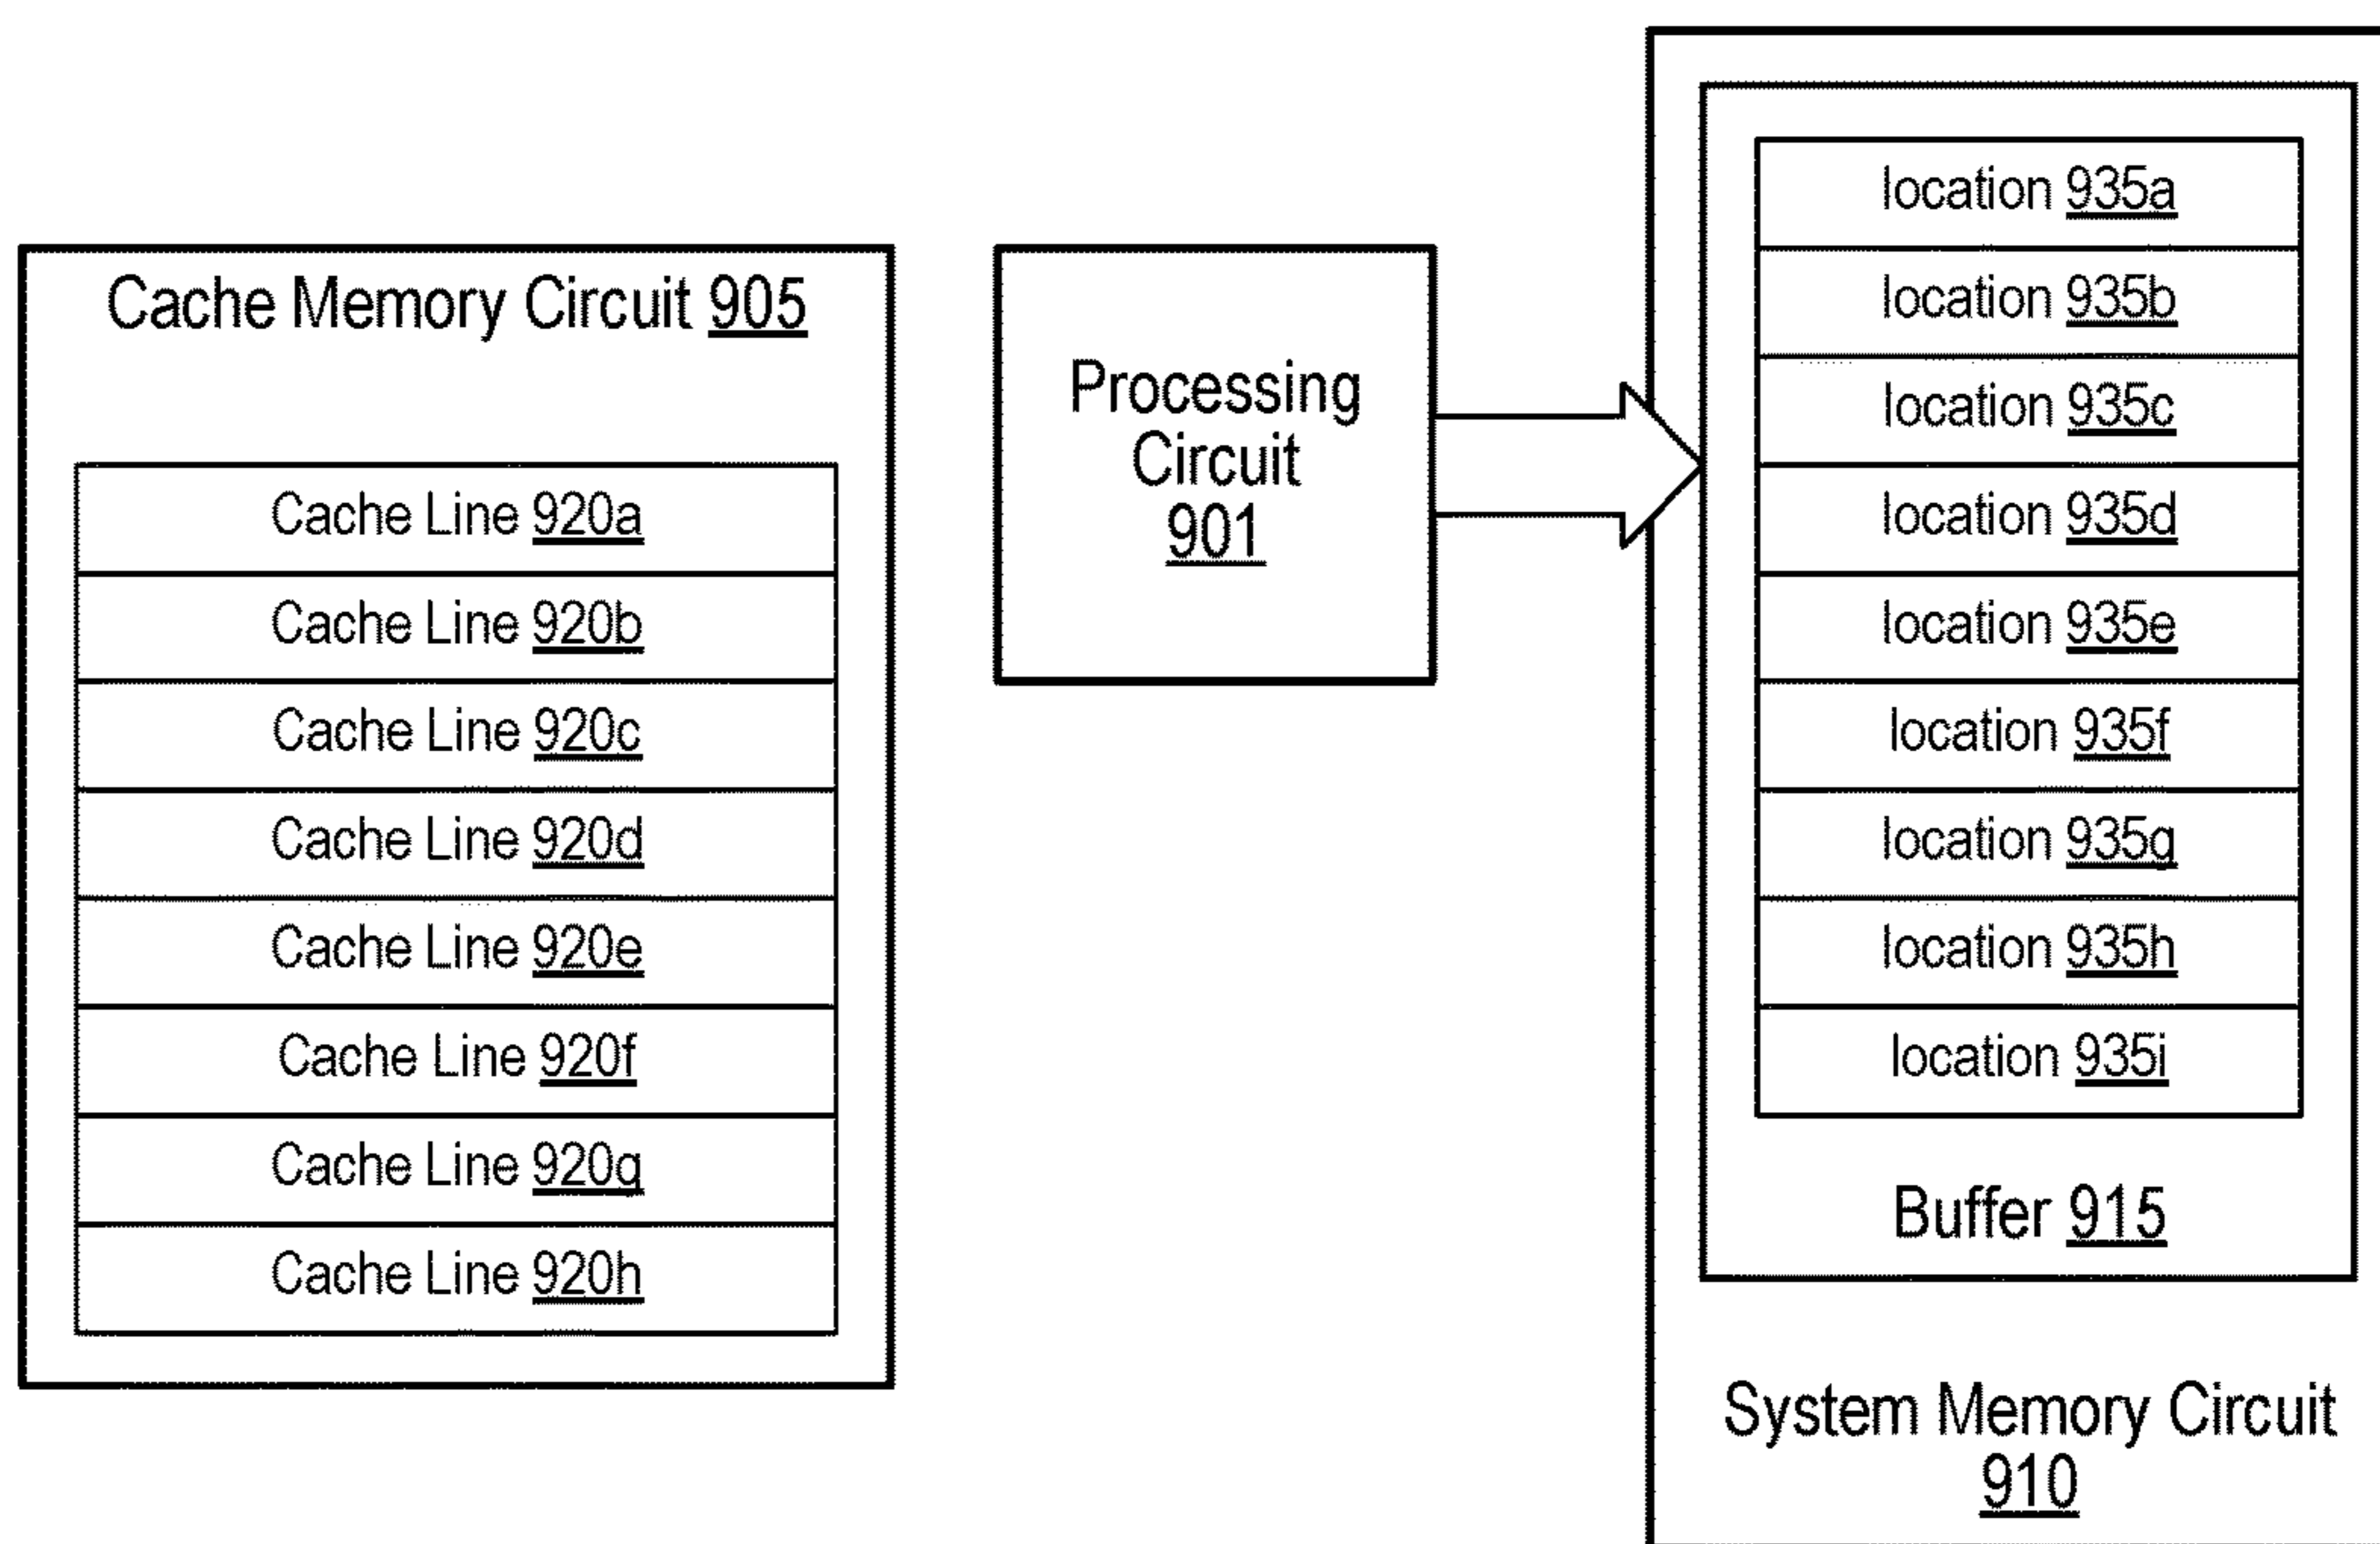 Cache Memory Circuit 905
Cache Line 920a
Cache Line 920b
Cache Line 920c
Cache Line 920d
Cache Line 920e
Cache Line 920f
Cache Line 920g
Cache Line 920h
Processing
Circuit
901
location 935a
location 935b
location 935c
location 935d
location 935e
location 935f
location 935g
location 935h
location 935i
Buffer 915
System Memory Circuit
910